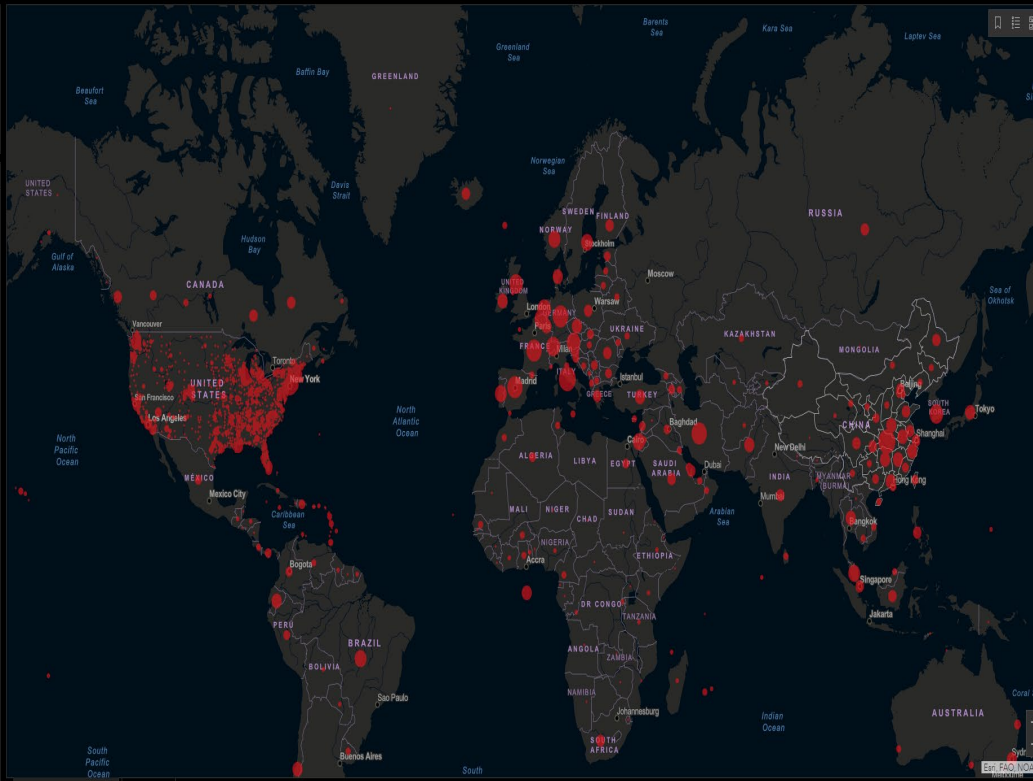 Barents
Sea
Kara Sea
Laptev Sea
Greenland
Sea
Baffin Bay
GREENLAND
Beaufort
Sea
Norwegian
Sea
UNITED
STATES
Davis
Strait
SWEDEN
FINLAND
RUSSIA
NORWAY
Stockholm
Hudson
Bay
Gulf of
Alaska
Moscow
CANADA
UNITED
KINGDOM
Sea of
Okhotsk
Warsaw
London
GERMANY
Vancouver
Paris
UKRAINE
KAZAKHSTAN
FRANCE
Milan
MONGOLIA
Toronto
ITALY
Istanbul
New York
UNITED
STATES
Madrid
Beijing
San Francisco
GREECE
TURKEY
SOUTH
KOREA
Tokyo
North
Atlantic
Ocean
Los Angeles
Baghdad
CHINA
Shanghai
North
Pacific
Ocean
Cairo
New Delhi
ALGERIA
LIBYA
EGYPT
SAUDI
ARABIA
Dubai
MÉXICO
INDIA
MYANMAR
(BURMA)
Hong Kong
Mexico City
Mumbai
Caribbean
Sea
MALI
NIGER
CHAD
SUDAN
Arabian
Sea
Bangkok
NIGERIA
ETHIOPIA
Bogota
Accra
Singapore
DR CONGO
Jakarta
PERU
TANZANIA
BRAZIL
ANGOLA
BOLIVIA
ZAMBIA
Sao Paulo
NAMIBIA
Coral
Johannesburg
AUSTRALIA
Indian
Ocean
SOUTH
AFRICA
Buenos Aires
Sydr
South
Pacific
Ocean
South
Esri, FAO, NOA